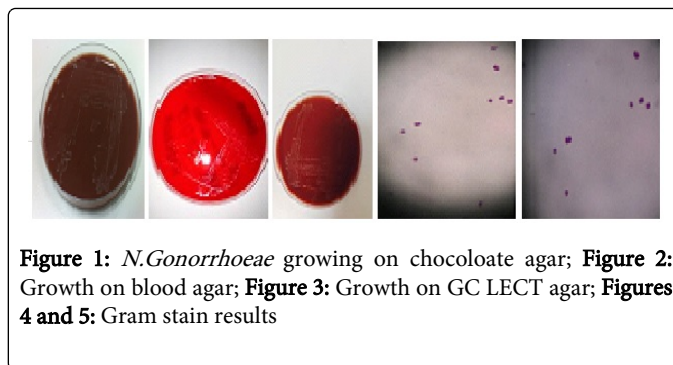 Figure 1: N.Gonorrhoeae growing on chocoloate agar; Figure 2:
Growth on blood agar; Figure 3: Growth on GC LECT agar; Figures
4 and 5: Gram stain results